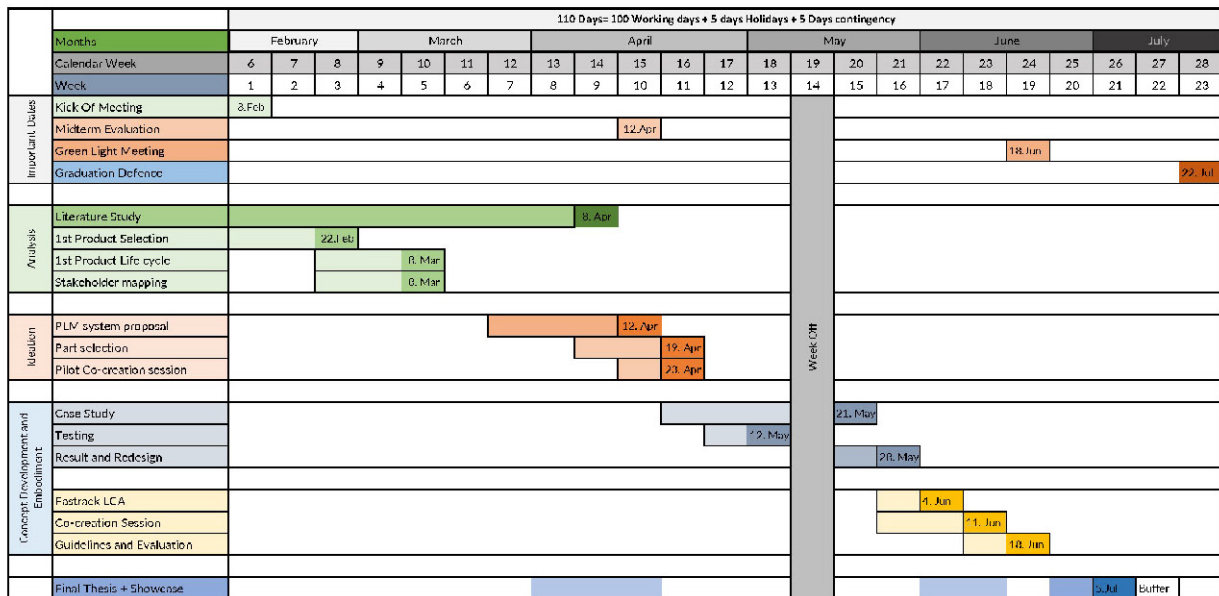 110 Days= 100 Working days + 5 days Holidays + 5 Days contingency
Months February March April May June July
Calendar Week 6 7 8 9 10 11 12 13 14 15 16 17 18 19 20 21 22 23 24 25 26 27 28
Week 1 2 3 4 5 6 7 8 9 10 11 12 13 14 15 16 17 18 19 20 21 22 23
Important Dates
Kick Of Meeting 8.Feb
Midterm Evaluation 12.Apr
Green Light Meeting 18.Jun
Graduation Defence 22. Jul
Analysis
Literature Study 8. Apr
1st Product Selection 22.Feb
1st Product Life cycle 8. Mar
Stakeholder mapping 8. Mar
Ideation
PLM system proposal 12. Apr
Part selection 19. Apr
Pilot Co-creation session 23. Apr
Week Off
Concept Development and
Embodiment
Case Study 21. May
Testing 12. May
Result and Redesign 28. May
Fastrack LCA 4. Jun
Co-creation Session 11. Jun
Guidelines and Evaluation 18. Jun
Final Thesis + Showcase 5.Jul Buffer